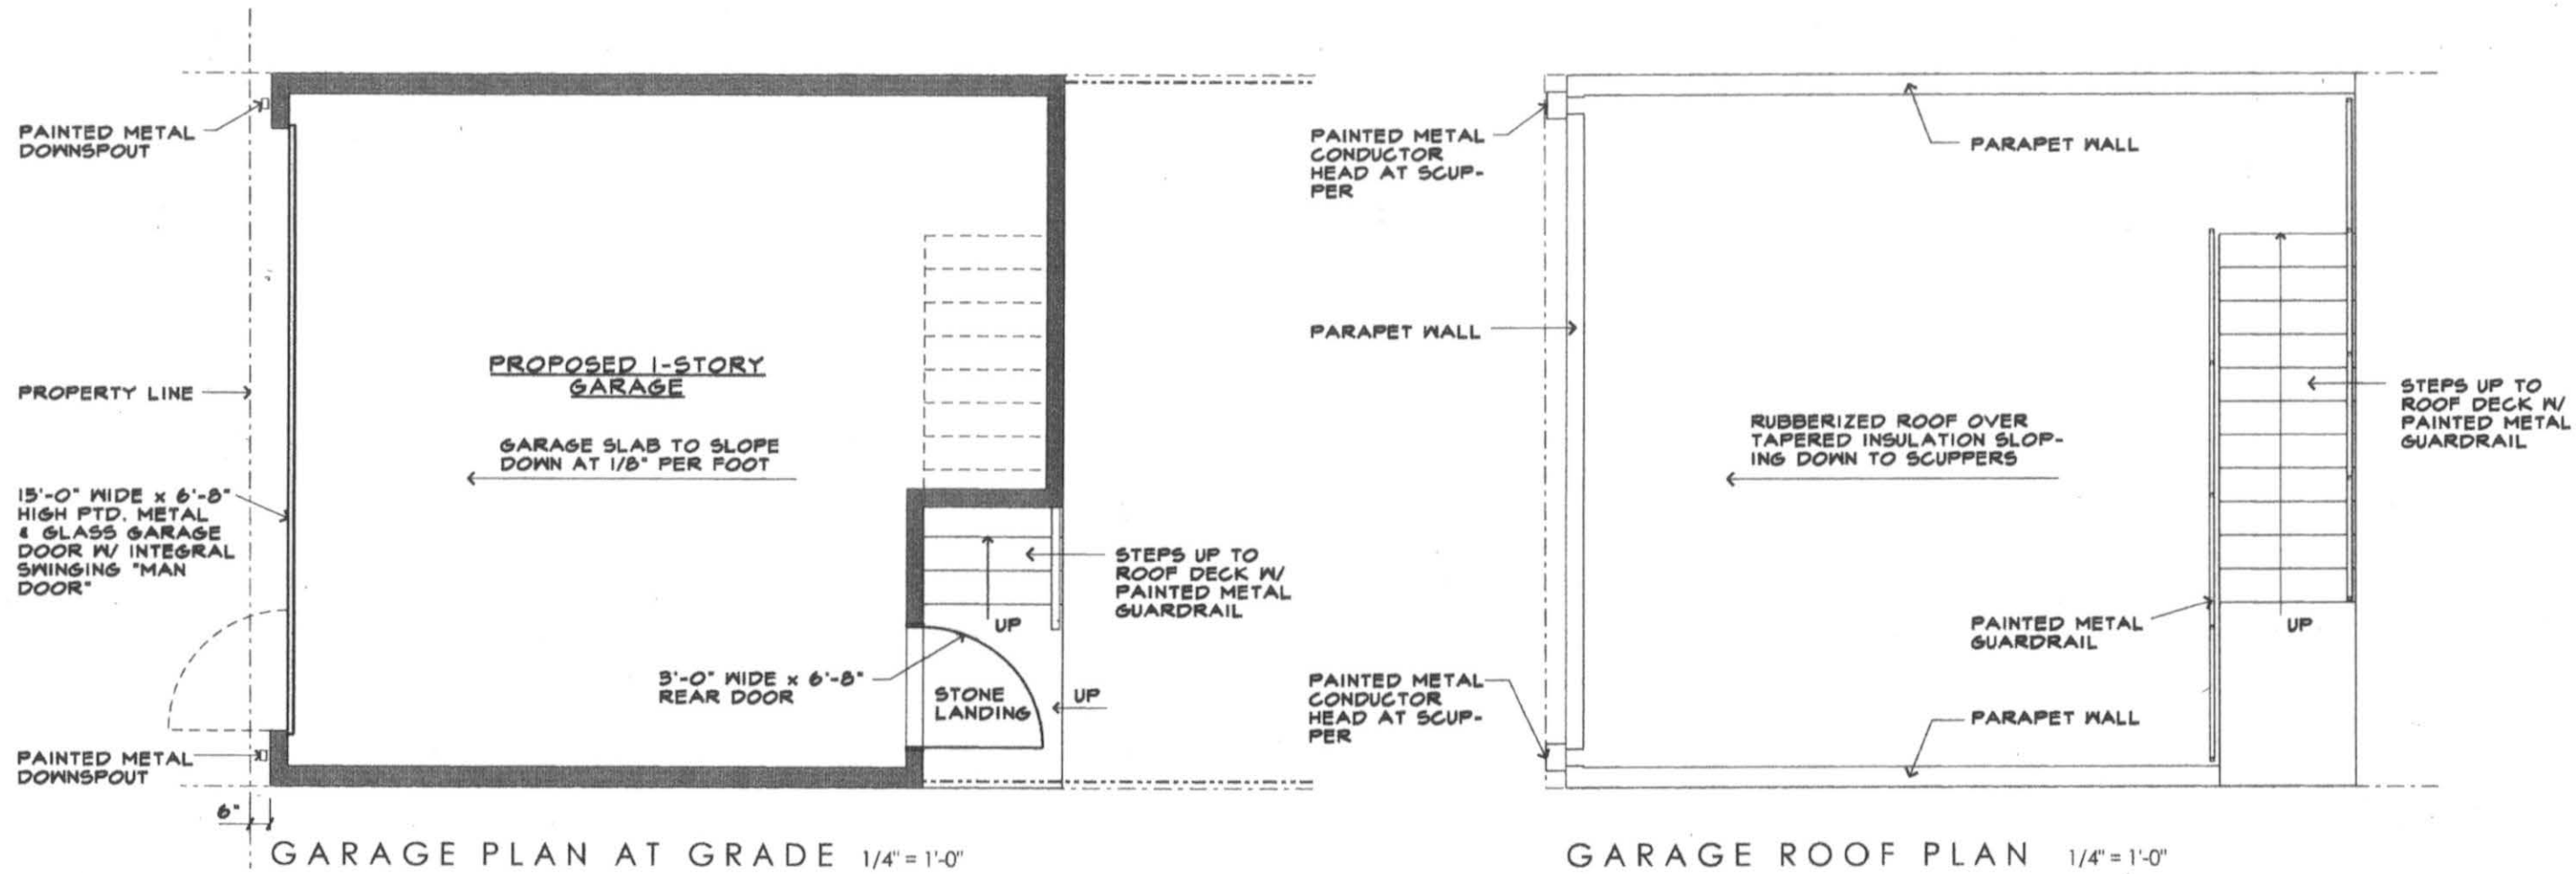 PAINTED METAL
DOWNSPOUT
PROPERTY LINE
15'-0" WIDE x 6'-8"
HIGH PTD. METAL
& GLASS GARAGE
DOOR W/ INTEGRAL
SWINGING "MAN
DOOR"
PAINTED METAL
DOWNSPOUT
6"
PROPOSED 1-STORY
GARAGE
GARAGE SLAB TO SLOPE
DOWN AT 1/8" PER FOOT
3'-0" WIDE x 6'-8"
REAR DOOR
STONE
LANDING
UP
UP
STEPS UP TO
ROOF DECK W/
PAINTED METAL
GUARDRAIL
GARAGE PLAN AT GRADE 1/4" = 1'-0"
PAINTED METAL
CONDUCTOR
HEAD AT SCUP-
PER
PARAPET WALL
PARAPET WALL
RUBBERIZED ROOF OVER
TAPERED INSULATION SLOP-
ING DOWN TO SCUPPERS
STEPS UP TO
ROOF DECK W/
PAINTED METAL
GUARDRAIL
PAINTED METAL
GUARDRAIL
UP
PAINTED METAL
CONDUCTOR
HEAD AT SCUP-
PER
PARAPET WALL
GARAGE ROOF PLAN 1/4" = 1'-0"